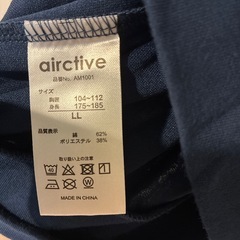 airctive
品番No. AM1001
サイズ
胸囲 104~112
身長 175~185
LL
品質表示
綿 62%
ポリエステル 38%
取り扱い上の注意
MADE IN CHINA